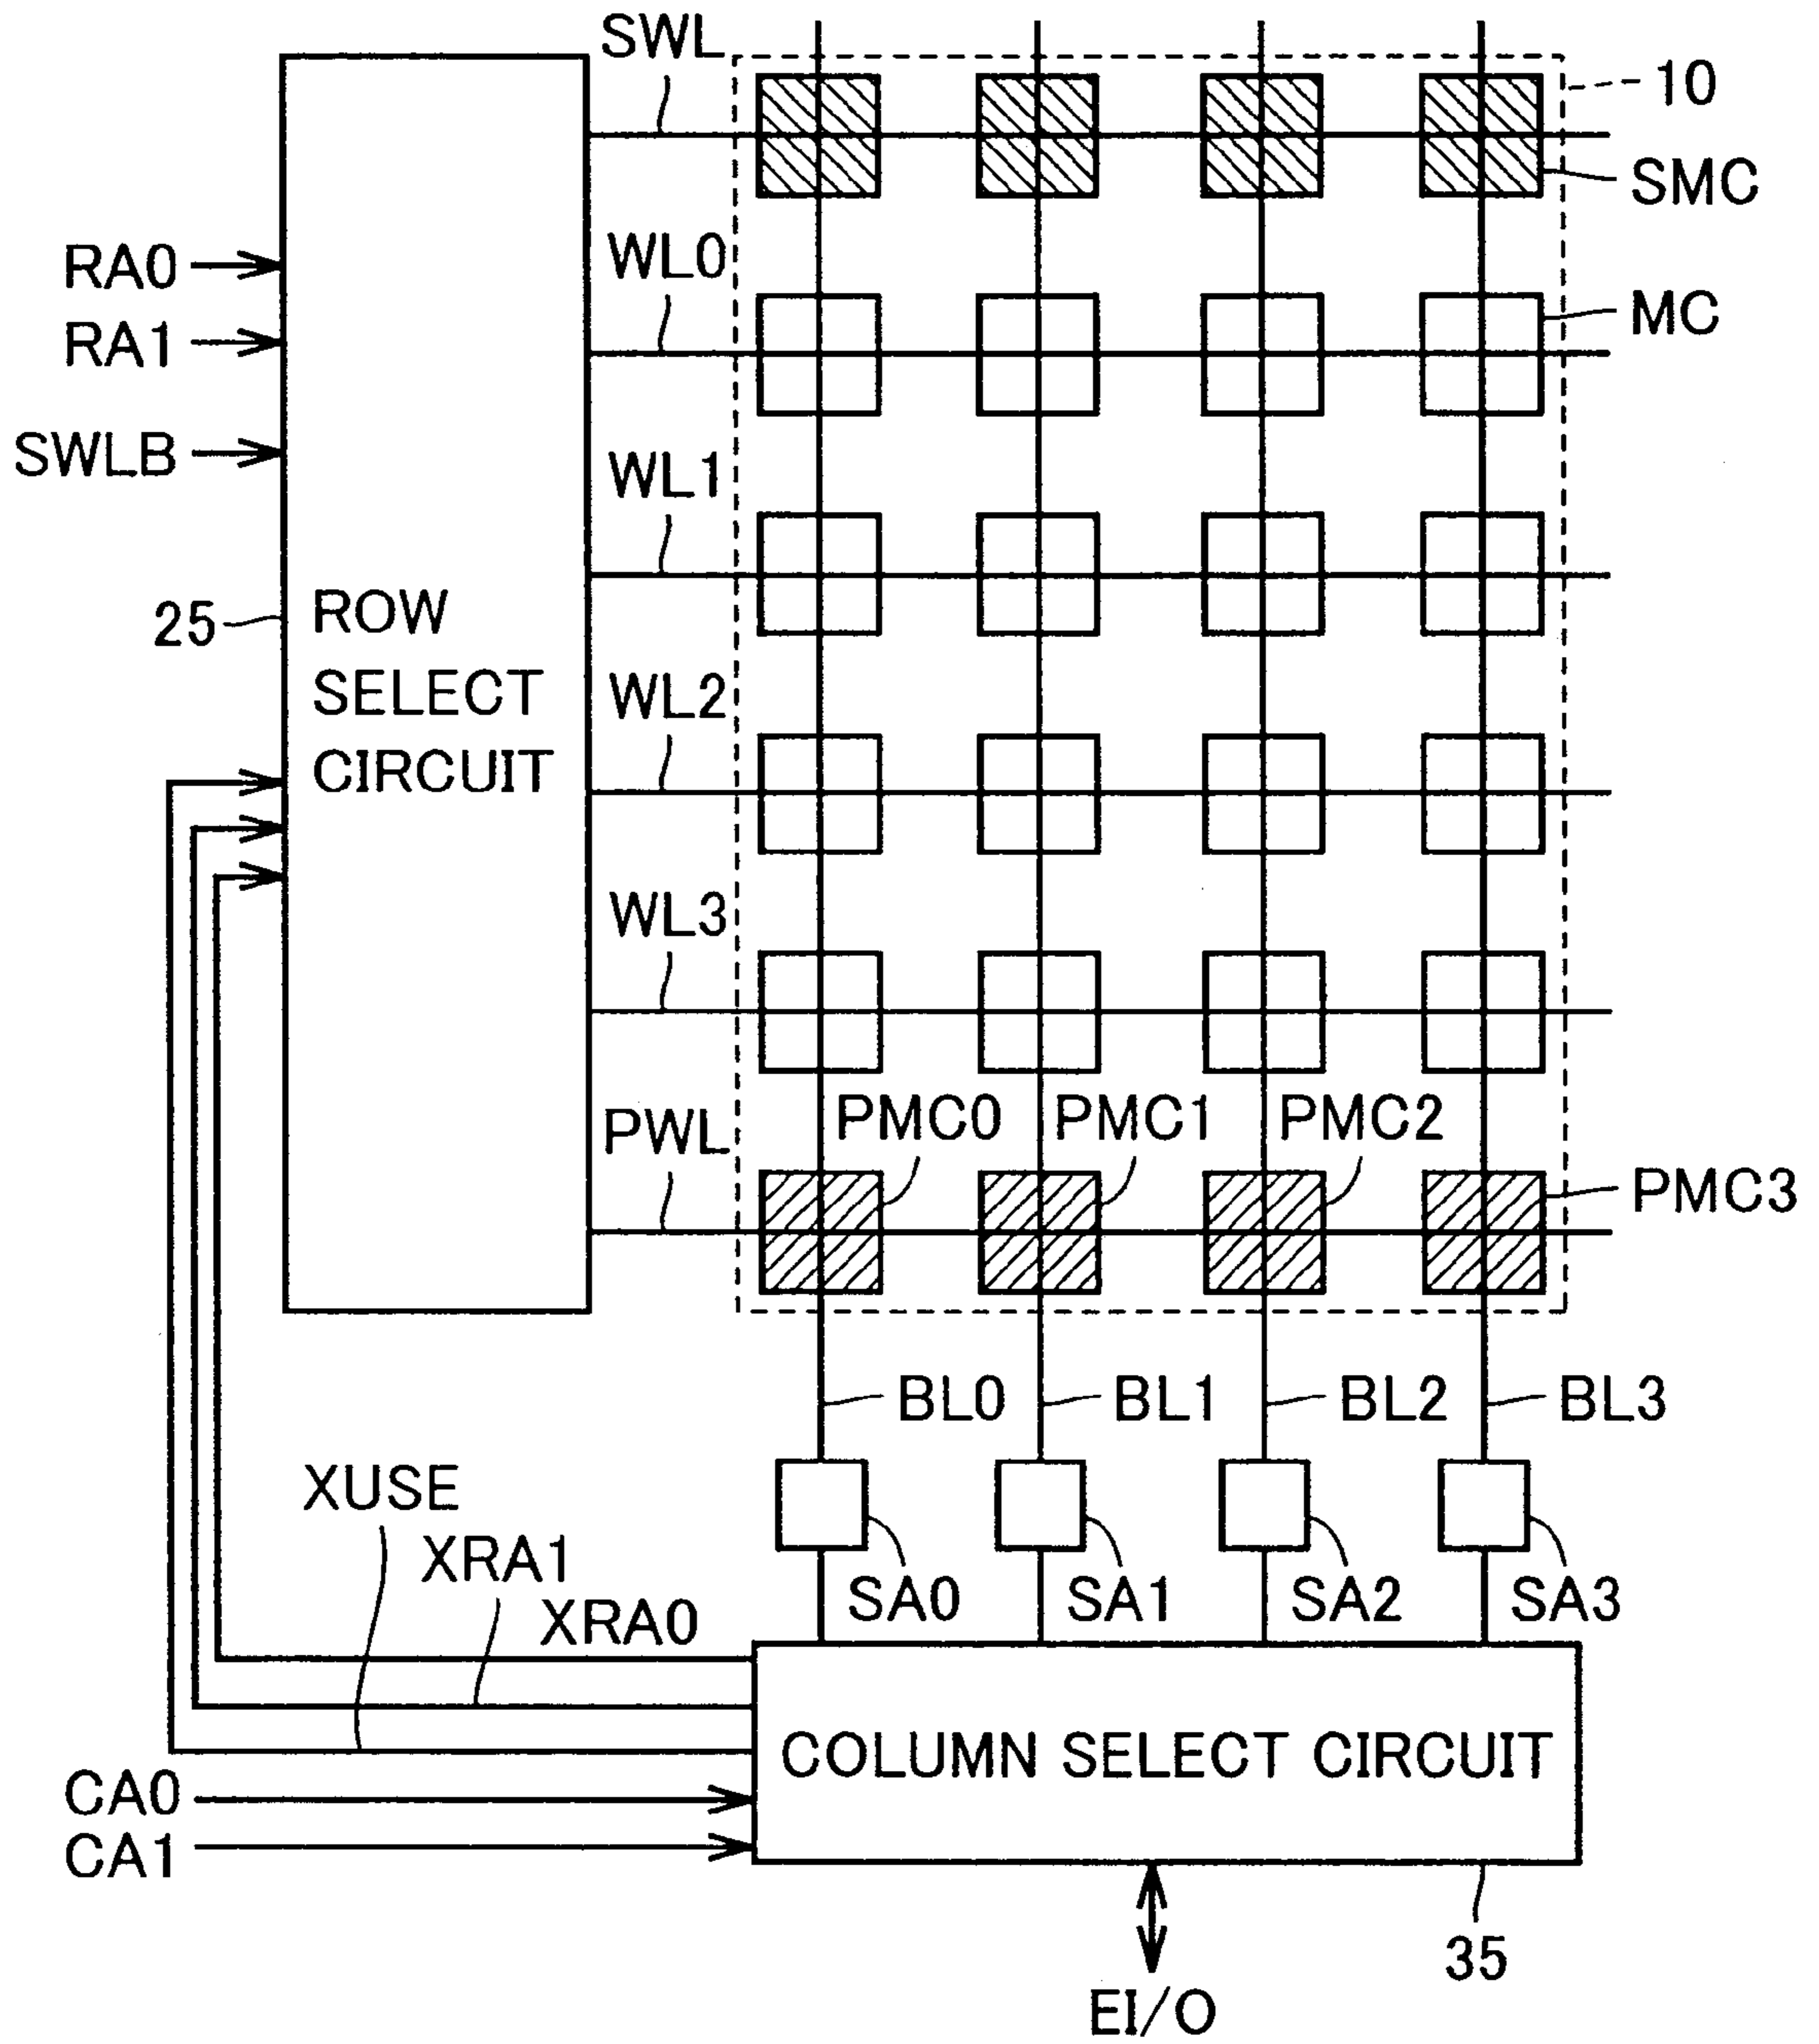 SWL
10
SMC
RA0
WL0
MC
RA1
SWLB
WL1
25
ROW
SELECT
CIRCUIT
WL2
WL3
PWL
PMC0
PMC1
PMC2
PMC3
BL0
BL1
BL2
BL3
XUSE
XRA1
XRA0
SA0
SA1
SA2
SA3
COLUMN SELECT CIRCUIT
CA0
CA1
35
EI/O